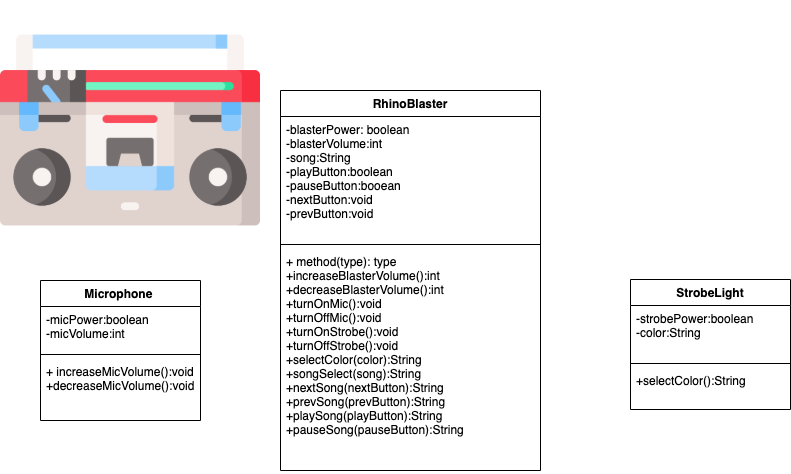 RhinoBlaster
-blasterPower: boolean
-blasterVolume:int
-song:String
-playButton:boolean
-pauseButton:booean
-nextButton:void
-prevButton:void
+ method(type): type
+increaseBlasterVolume():int
+decreaseBlasterVolume():int
+turnOnMic():void
+turnOffMic():void
+turnOnStrobe():void
+turnOffStrobe():void
+selectColor(color):String
+songSelect(song):String
+nextSong(nextButton):String
+prevSong(prevButton):String
+playSong(playButton):String
+pauseSong(pauseButton):String
Microphone
-micPower:boolean
-micVolume:int
+ increaseMicVolume():void
+decreaseMicVolume():void
StrobeLight
-strobePower:boolean
-color:String
+selectColor():String